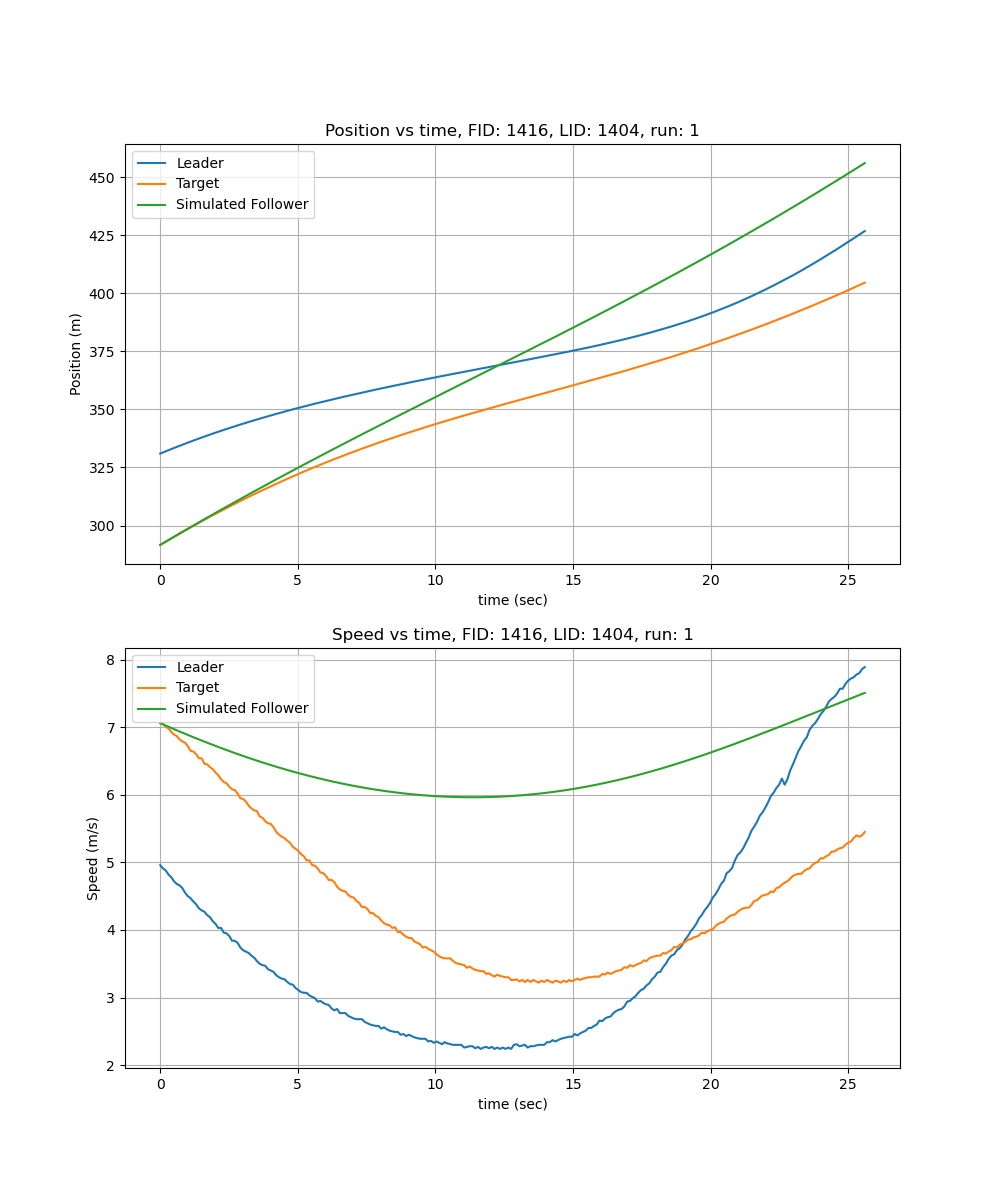 Position vs time, FID: 1416, LID: 1404, run: 1
Leader
Target
Simulated Follower
450
425
400
375
350
325
300
Position (m)
0 5 10 15 20 25
time (sec)
Speed vs time, FID: 1416, LID: 1404, run: 1
Leader
Target
Simulated Follower
8
7
6
5
4
3
2
Speed (m/s)
0 5 10 15 20 25
time (sec)